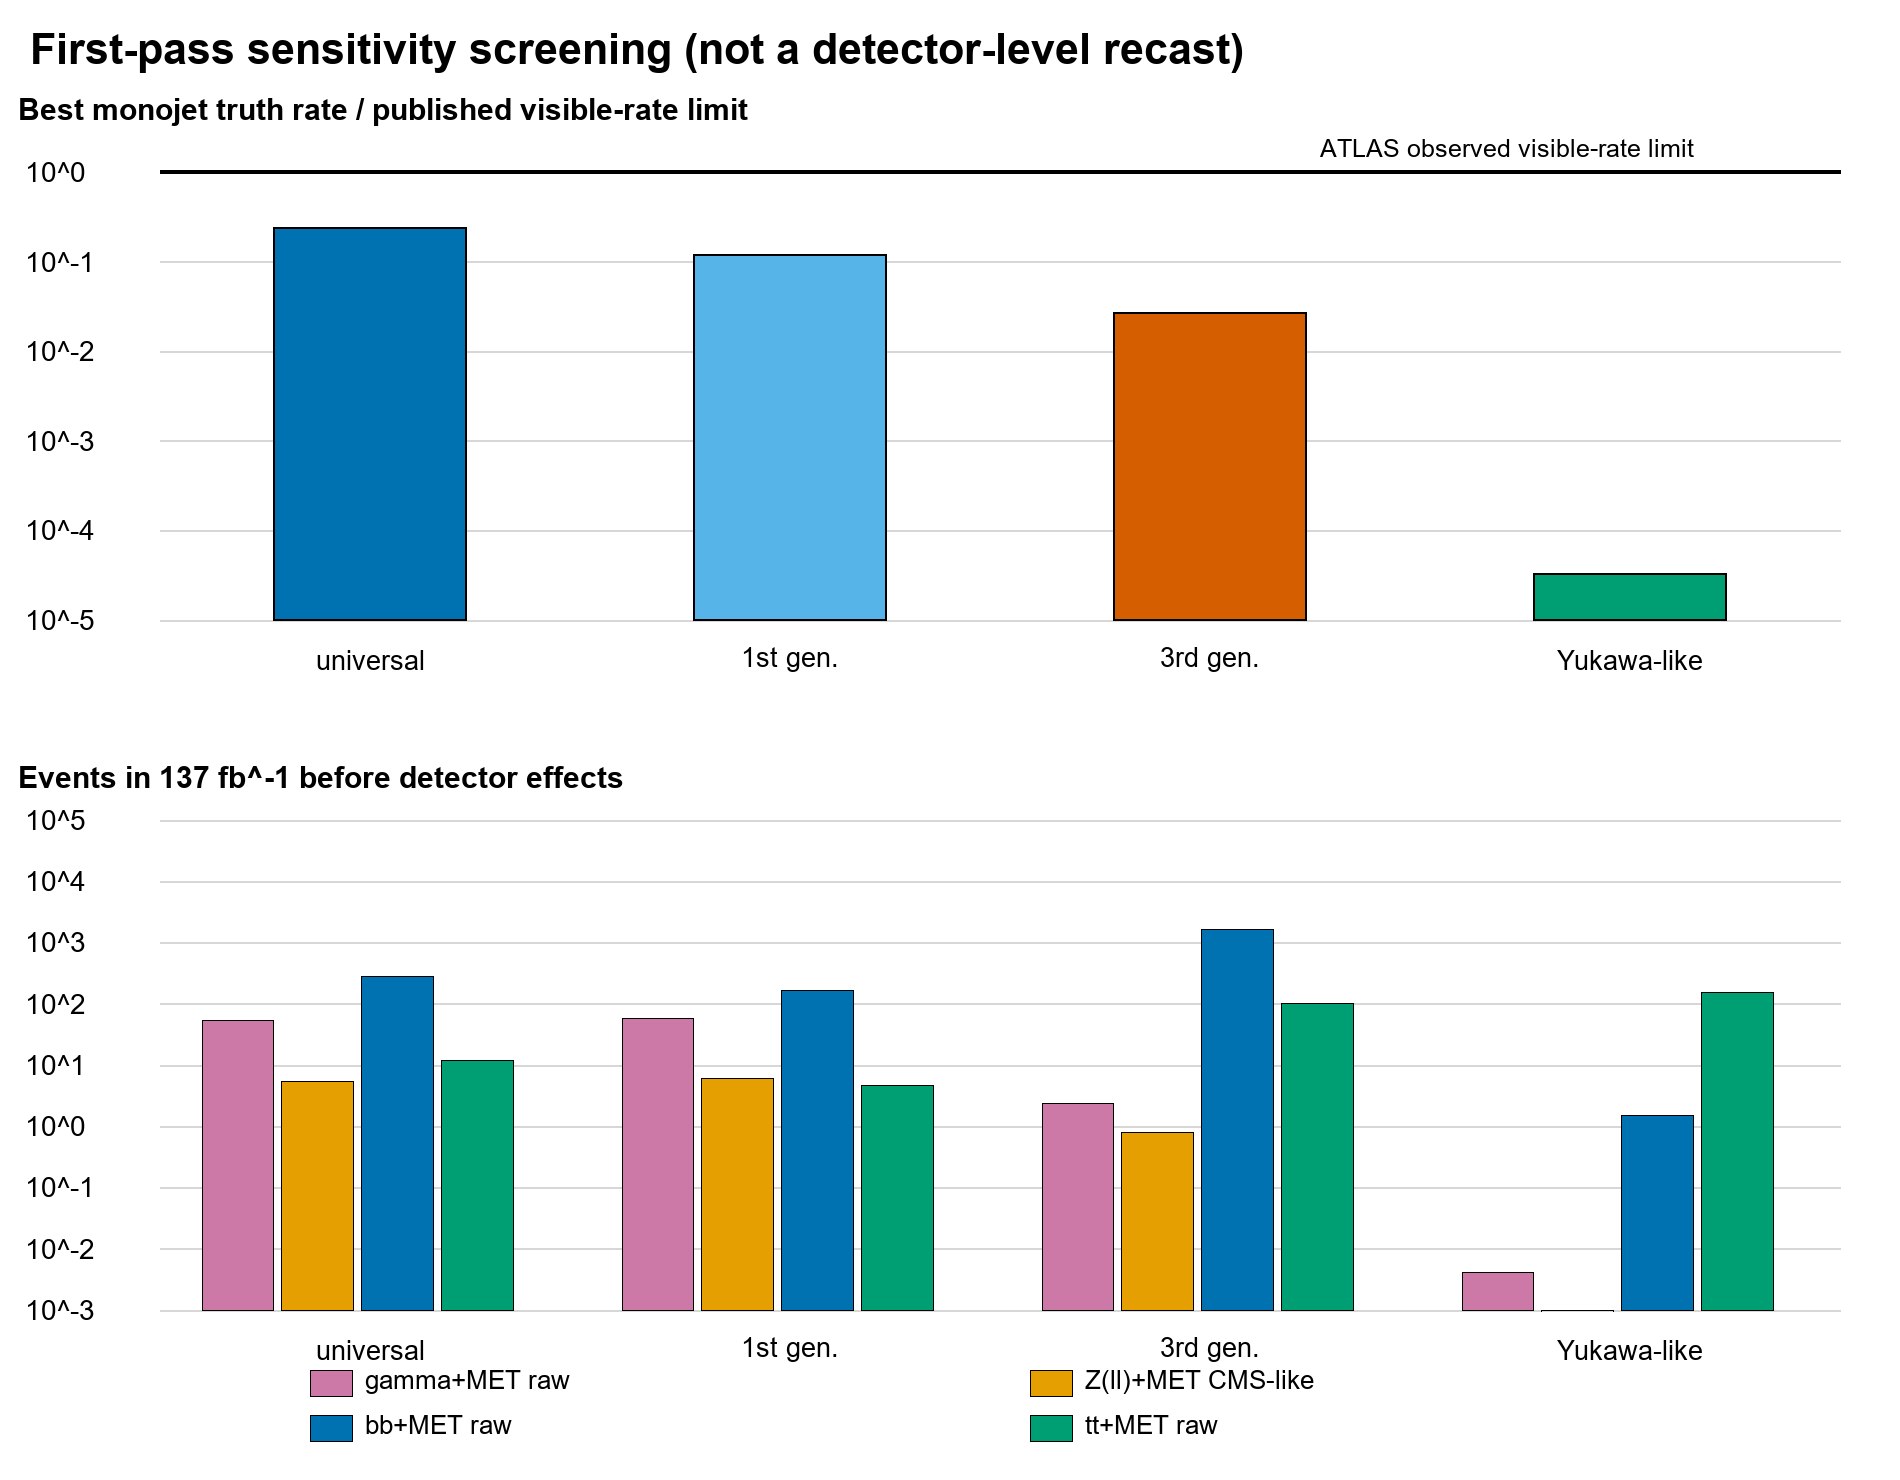 First-pass sensitivity screening (not a detector-level recast)
Best monojet truth rate / published visible-rate limit
ATLAS observed visible-rate limit
10^0
10^-1
10^-2
10^-3
10^-4
10^-5
universal
1st gen.
3rd gen.
Yukawa-like
Events in 137 fb^-1 before detector effects
10^5
10^4
10^3
10^2
10^1
10^0
10^-1
10^-2
10^-3
universal
1st gen.
3rd gen.
Yukawa-like
gamma+MET raw
Z(ll)+MET CMS-like
bb+MET raw
tt+MET raw